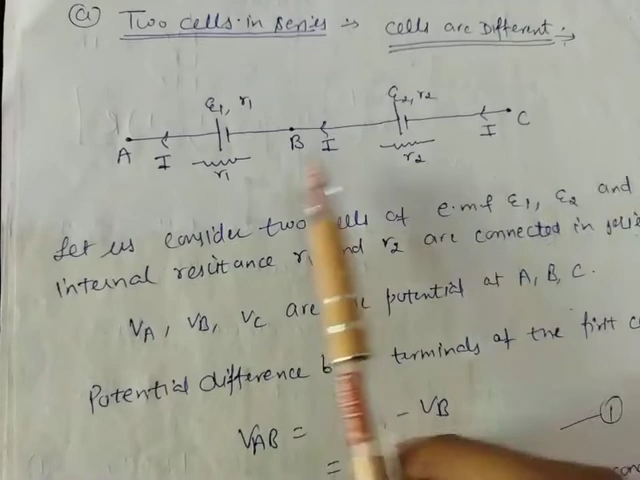 (a) Two cells in series :- cells are Different :-
ε1, r1 ε2, r2
A I r1 B I r2 I C
Let us consider two cells of e.m.f ε1, ε2 and
internal resistance r1 and r2 are connected in
VA, VB, VC are potential at A, B, C.
Potential difference terminals of the first
VAB = - VB
= ①